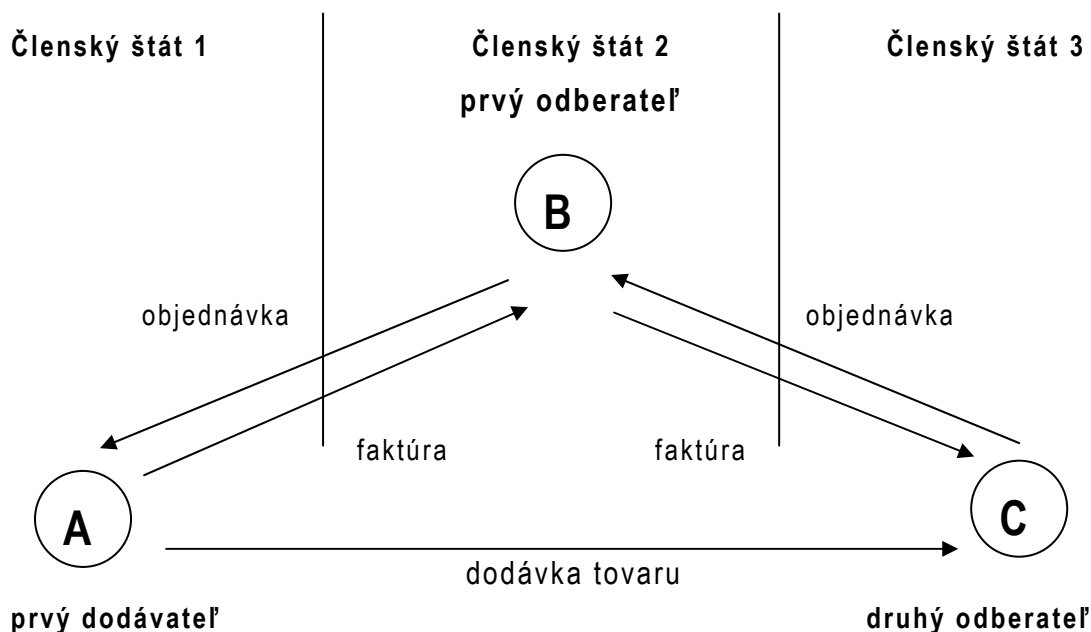 Členský štát 1
Členský štát 2
Členský štát 3
prvý odberateľ
B
objednávka
objednávka
faktúra
faktúra
A
C
dodávka tovaru
prvý dodávateľ
druhý odberateľ